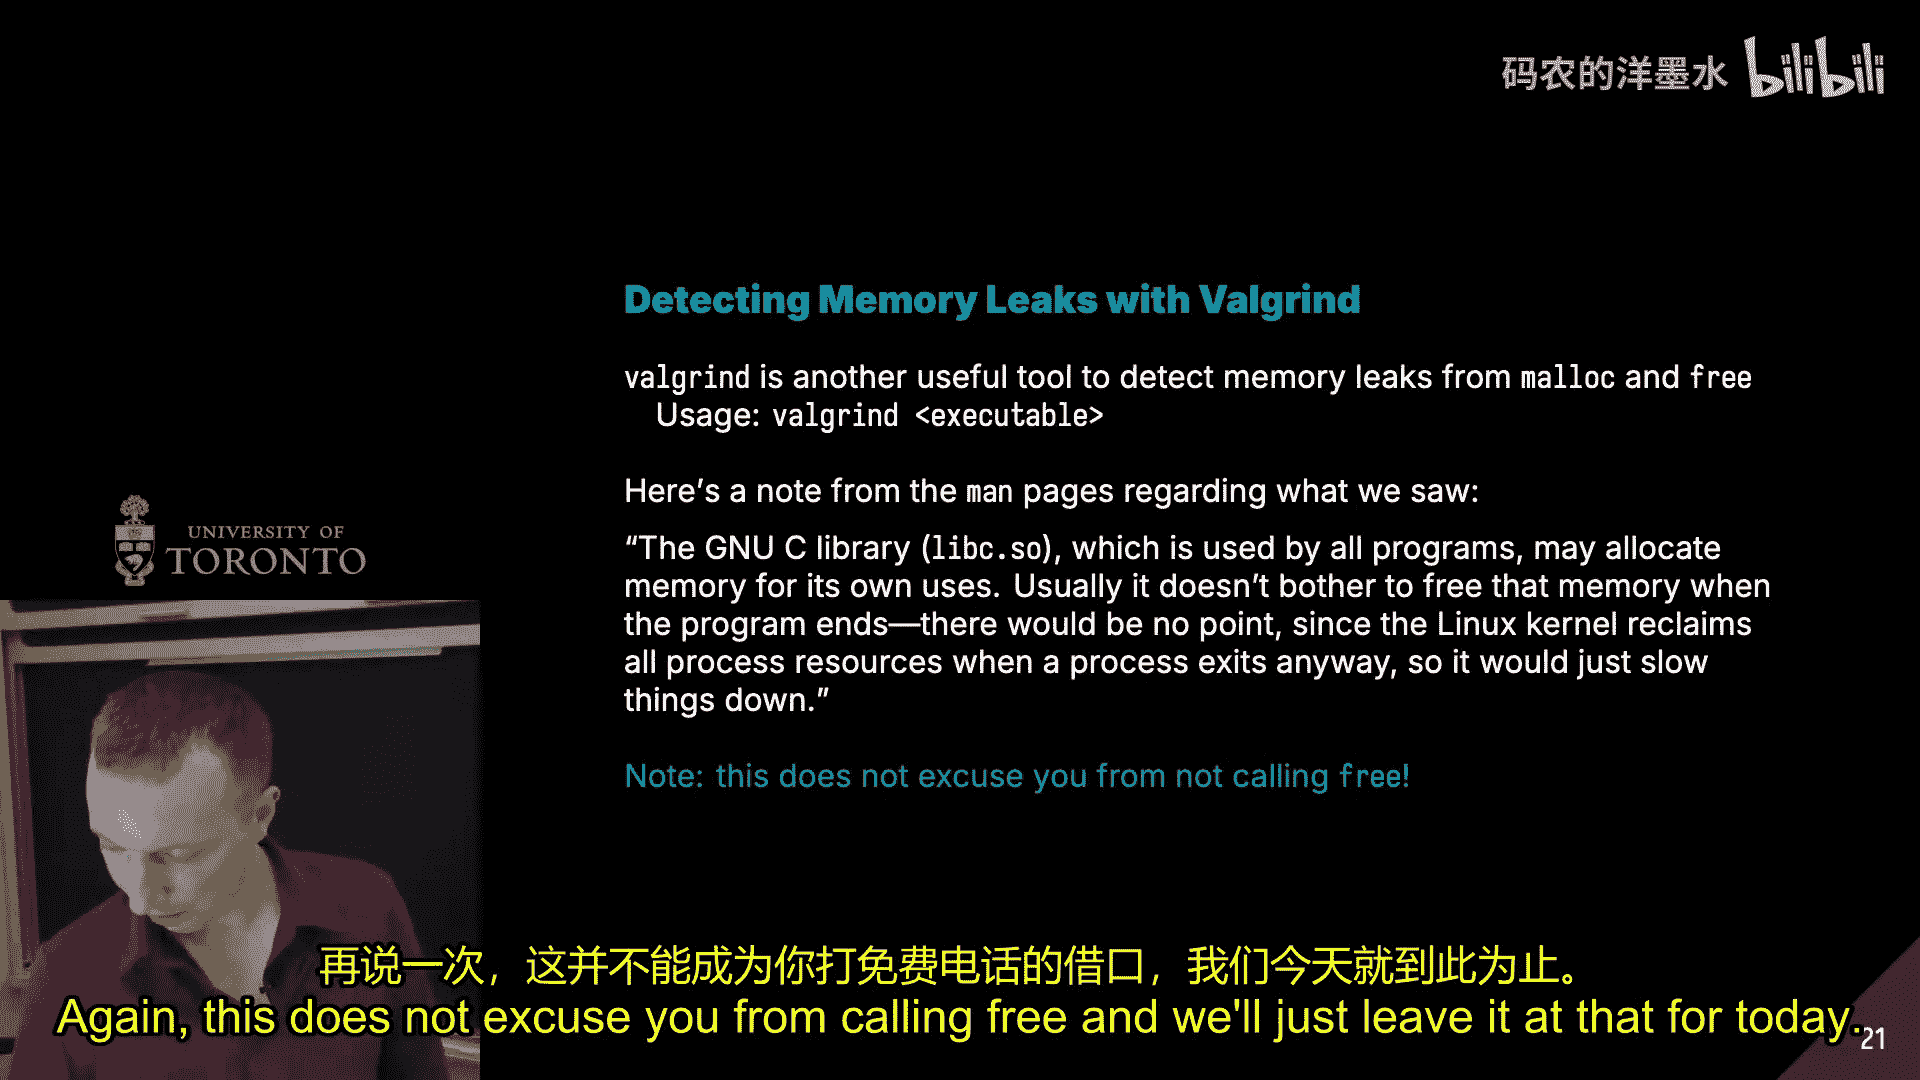 码农的洋墨水 bilibili
Detecting Memory Leaks with Valgrind
valgrind is another useful tool to detect memory leaks from malloc and free
Usage: valgrind <executable>
Here’s a note from the man pages regarding what we saw:
“The GNU C library (libc.so), which is used by all programs, may allocate
memory for its own uses. Usually it doesn’t bother to free that memory when
the program ends—there would be no point, since the Linux kernel reclaims
all process resources when a process exits anyway, so it would just slow
things down.”
Note: this does not excuse you from not calling free!
UNIVERSITY OF
TORONTO
再说一次，这并不能成为你打免费电话的借口，我们今天就到此为止。
Again, this does not excuse you from calling free and we'll just leave it at that for today.
21